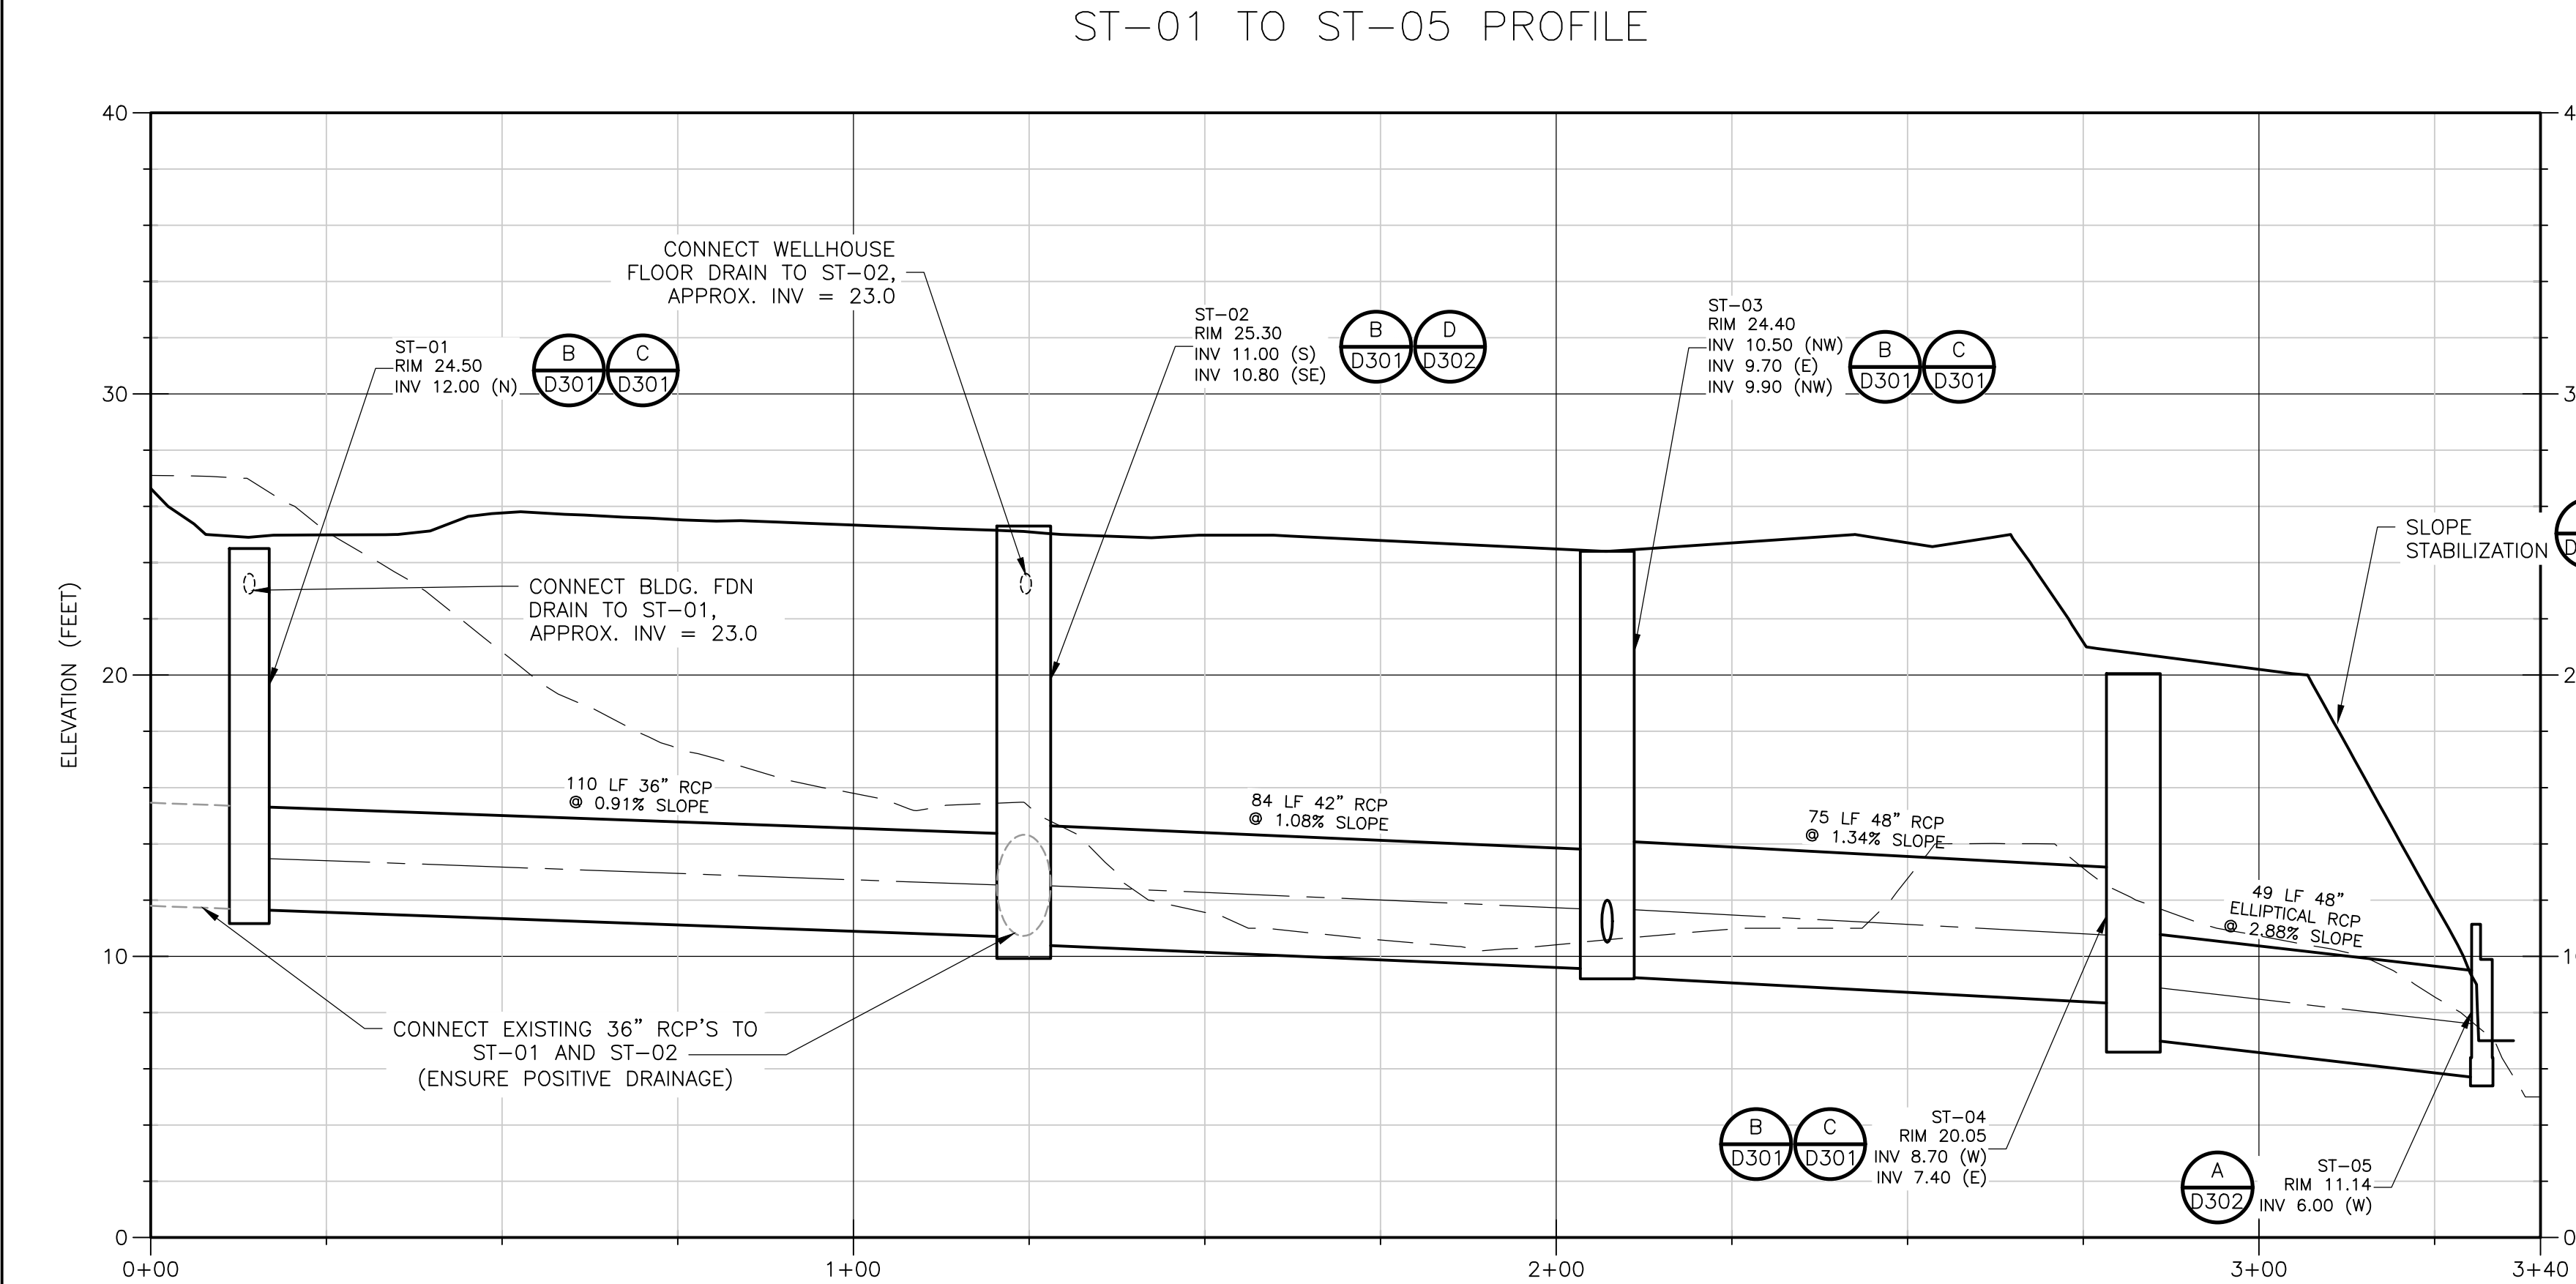 ST-01 TO ST-05 PROFILE
40
30
20
10
0
ELEVATION (FEET)
CONNECT WELLHOUSE
FLOOR DRAIN TO ST-02,
APPROX. INV = 23.0
ST-01
RIM 24.50
INV 12.00 (N)
B
D301
C
D301
ST-02
RIM 25.30
INV 11.00 (S)
INV 10.80 (SE)
B
D301
D
D302
ST-03
RIM 24.40
INV 10.50 (NW)
INV 9.70 (E)
INV 9.90 (NW)
B
D301
C
D301
SLOPE
STABILIZATION
D
CONNECT BLDG. FDN
DRAIN TO ST-01,
APPROX. INV = 23.0
110 LF 36" RCP
@ 0.91% SLOPE
84 LF 42" RCP
@ 1.08% SLOPE
75 LF 48" RCP
@ 1.34% SLOPE
49 LF 48"
ELLIPTICAL RCP
@ 2.88% SLOPE
CONNECT EXISTING 36" RCP'S TO
ST-01 AND ST-02
(ENSURE POSITIVE DRAINAGE)
B
D301
C
D301
ST-04
RIM 20.05
INV 8.70 (W)
INV 7.40 (E)
A
D302
ST-05
RIM 11.14
INV 6.00 (W)
4
3
2
1
0
0+00
1+00
2+00
3+00
3+40